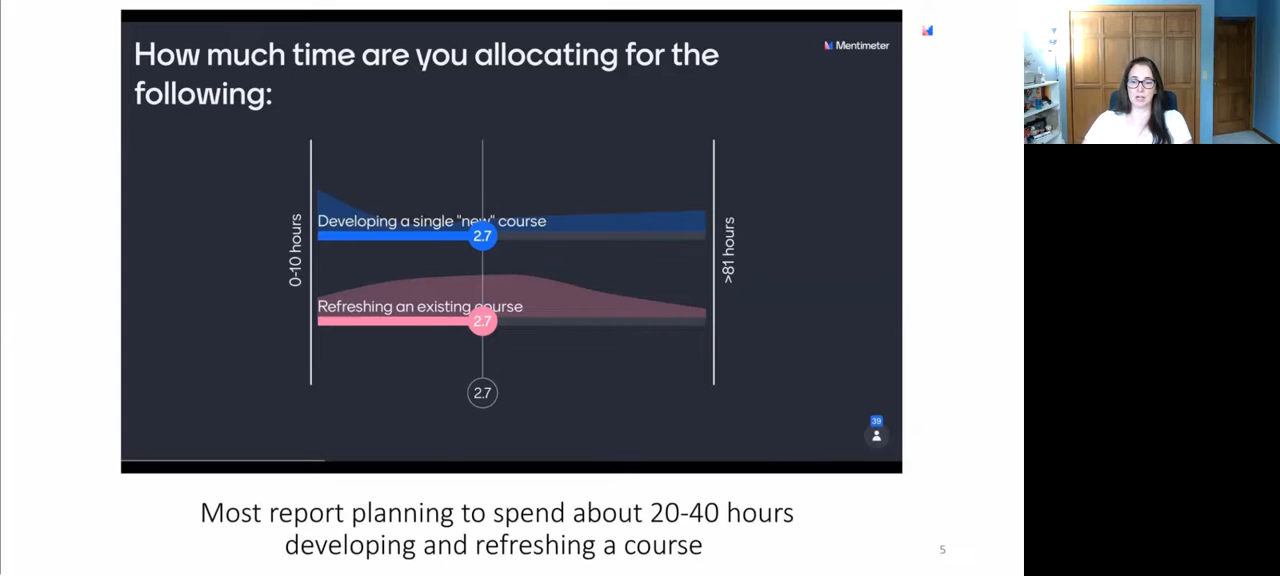 How much time are you allocating for the
following:
Mentimeter
0-10 hours
Developing a single "new" course
2.7
>81 hours
Refreshing an existing course
2.7
2.7
39
Most report planning to spend about 20-40 hours
developing and refreshing a course
5